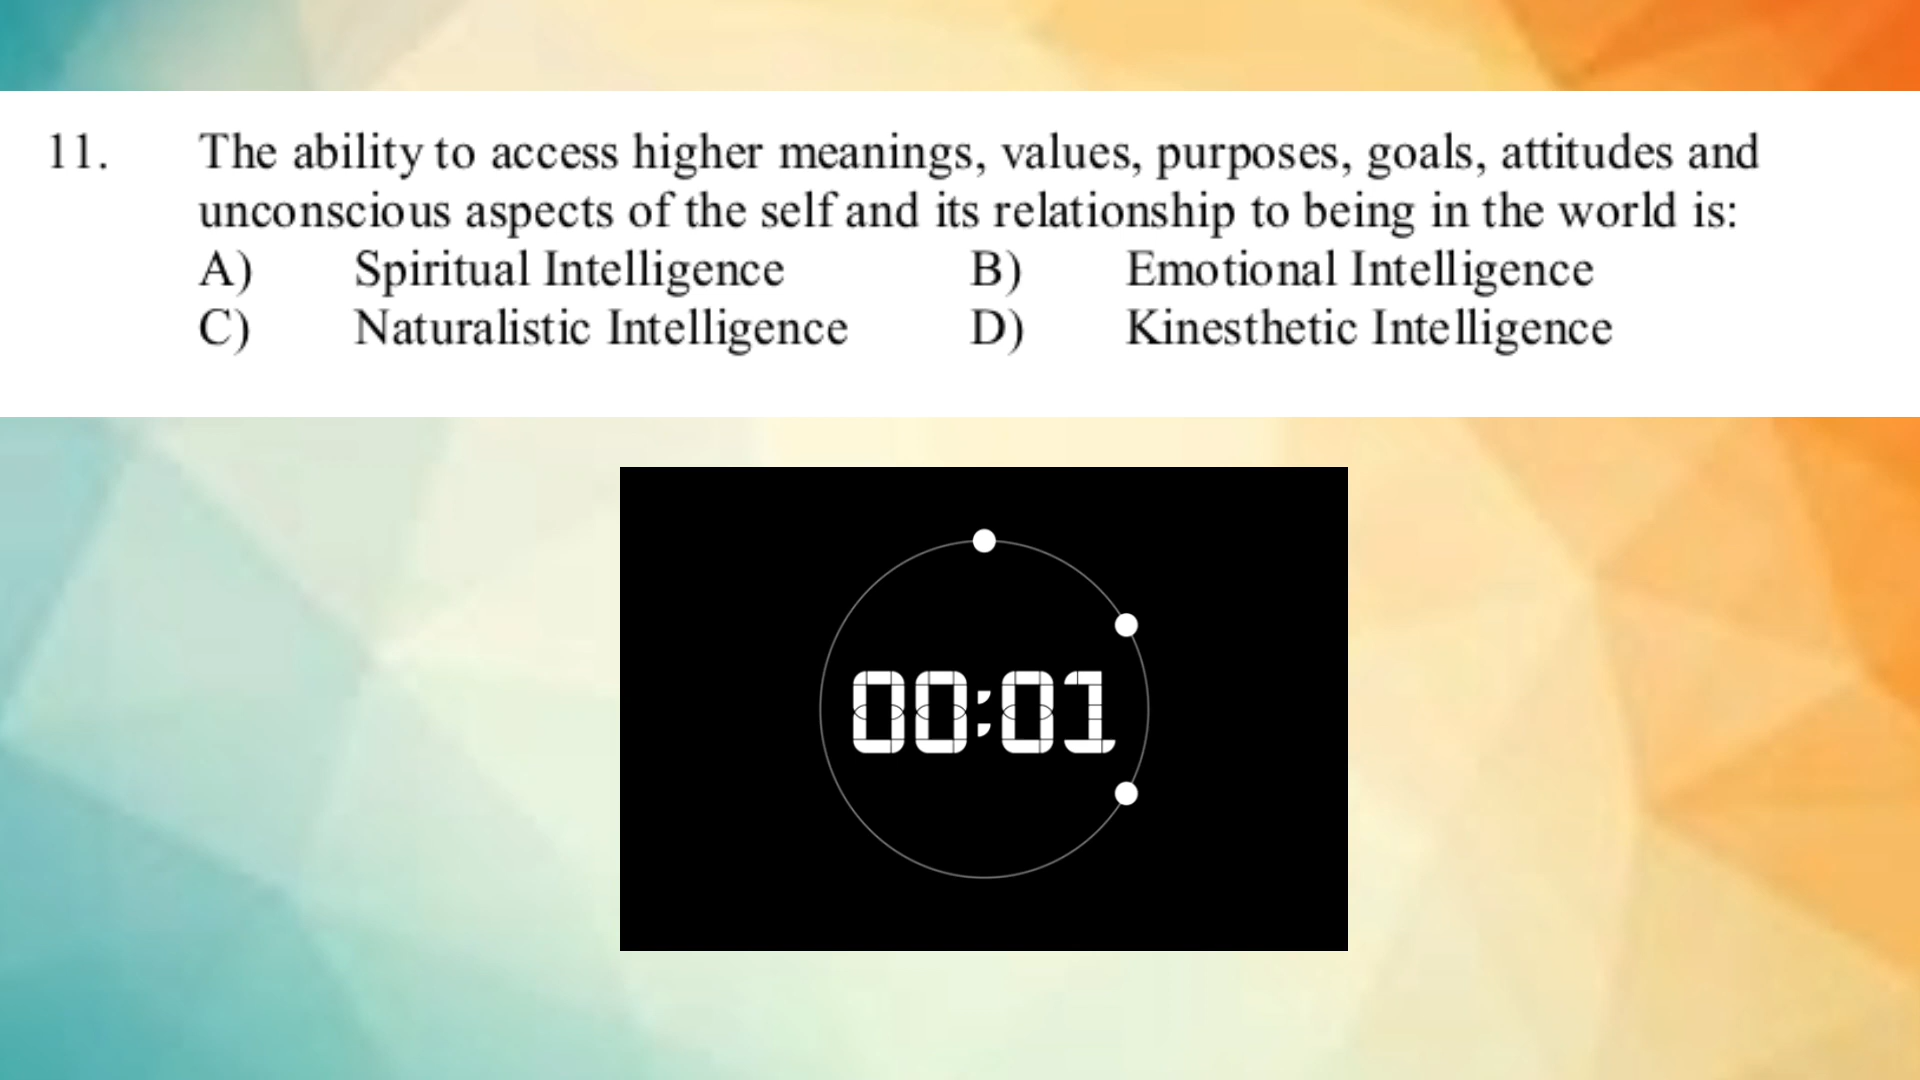 11. The ability to access higher meanings, values, purposes, goals, attitudes and
unconscious aspects of the self and its relationship to being in the world is:
A) Spiritual Intelligence B) Emotional Intelligence
C) Naturalistic Intelligence D) Kinesthetic Intelligence
00:01